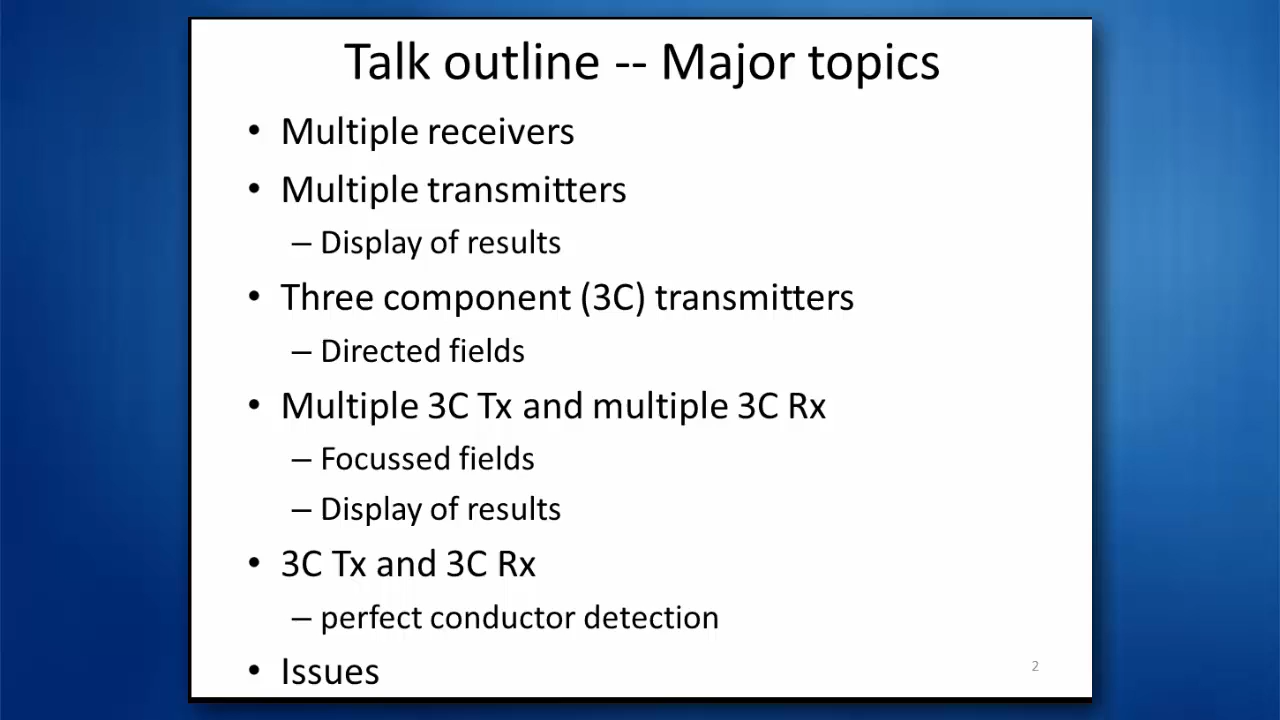 Talk outline -- Major topics
• Multiple receivers
• Multiple transmitters
– Display of results
• Three component (3C) transmitters
– Directed fields
• Multiple 3C Tx and multiple 3C Rx
– Focussed fields
– Display of results
• 3C Tx and 3C Rx
– perfect conductor detection
• Issues
2